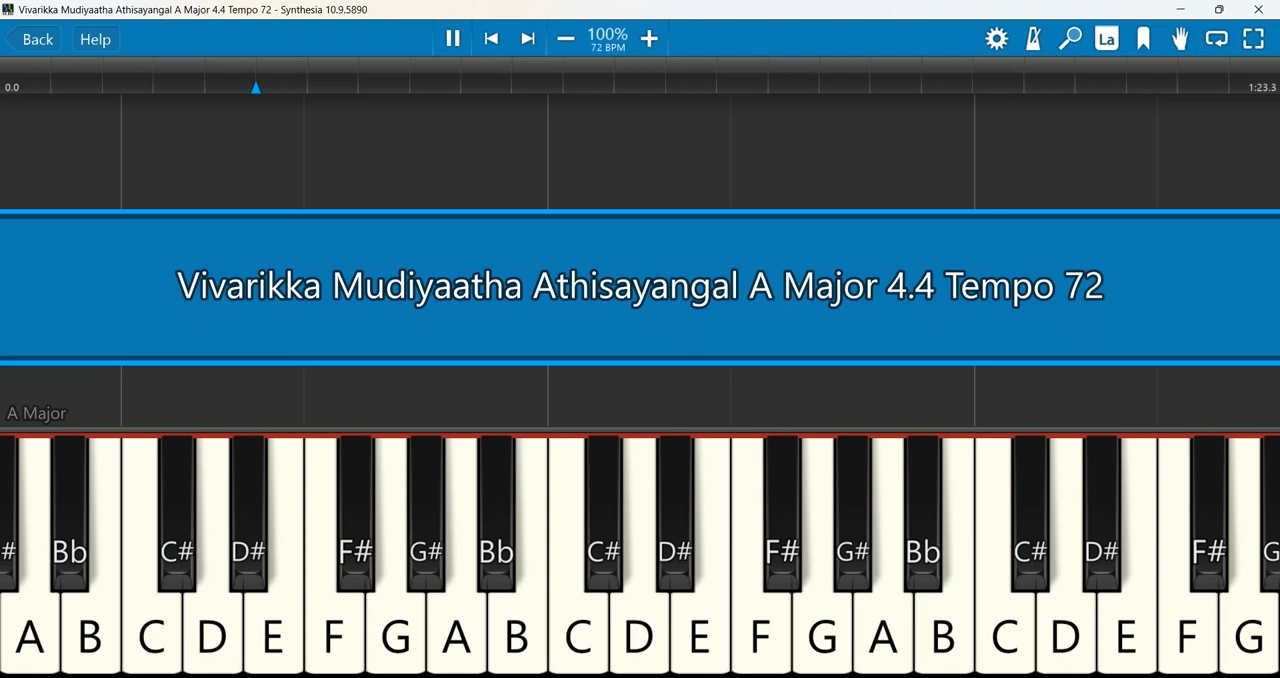 Vivarikka Mudiyaatha Athisayangal A Major 4.4 Tempo 72 - Synthesia 10.9.5890
Back Help 100% La
72 BPM
0.0 1:23.3
Vivarikka Mudiyaatha Athisayangal A Major 4.4 Tempo 72
A Major
# Bb C# D# F# G# Bb C# D# F# G# Bb C# D# F# G
A B C D E F G A B C D E F G A B C D E F G